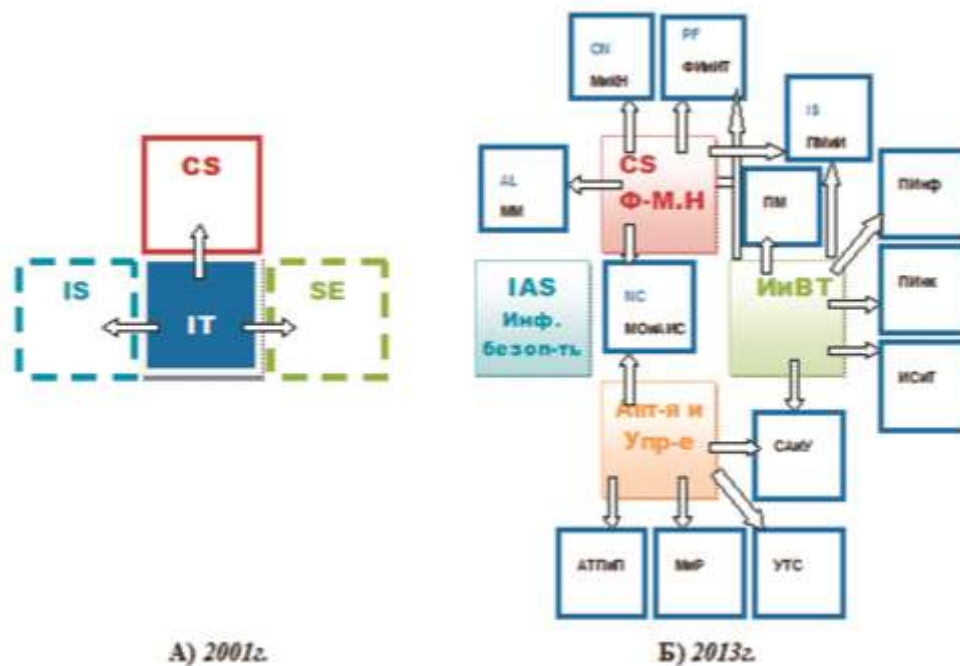 CS
IS
IT
SE
А) 2001г.
CN
МиКН
PF
ФИиИТ
IS
ПМиИ
AL
ММ
CS
Ф-М.Н
ПМ
ПИнф
IAS
Инф.
безоп-ть
NC
МОиАИС
ИиВТ
ПИнж
ИСиТ
Апт-я и
Упр-е
САиУ
АТПиП
МиР
УТС
Б) 2013г.